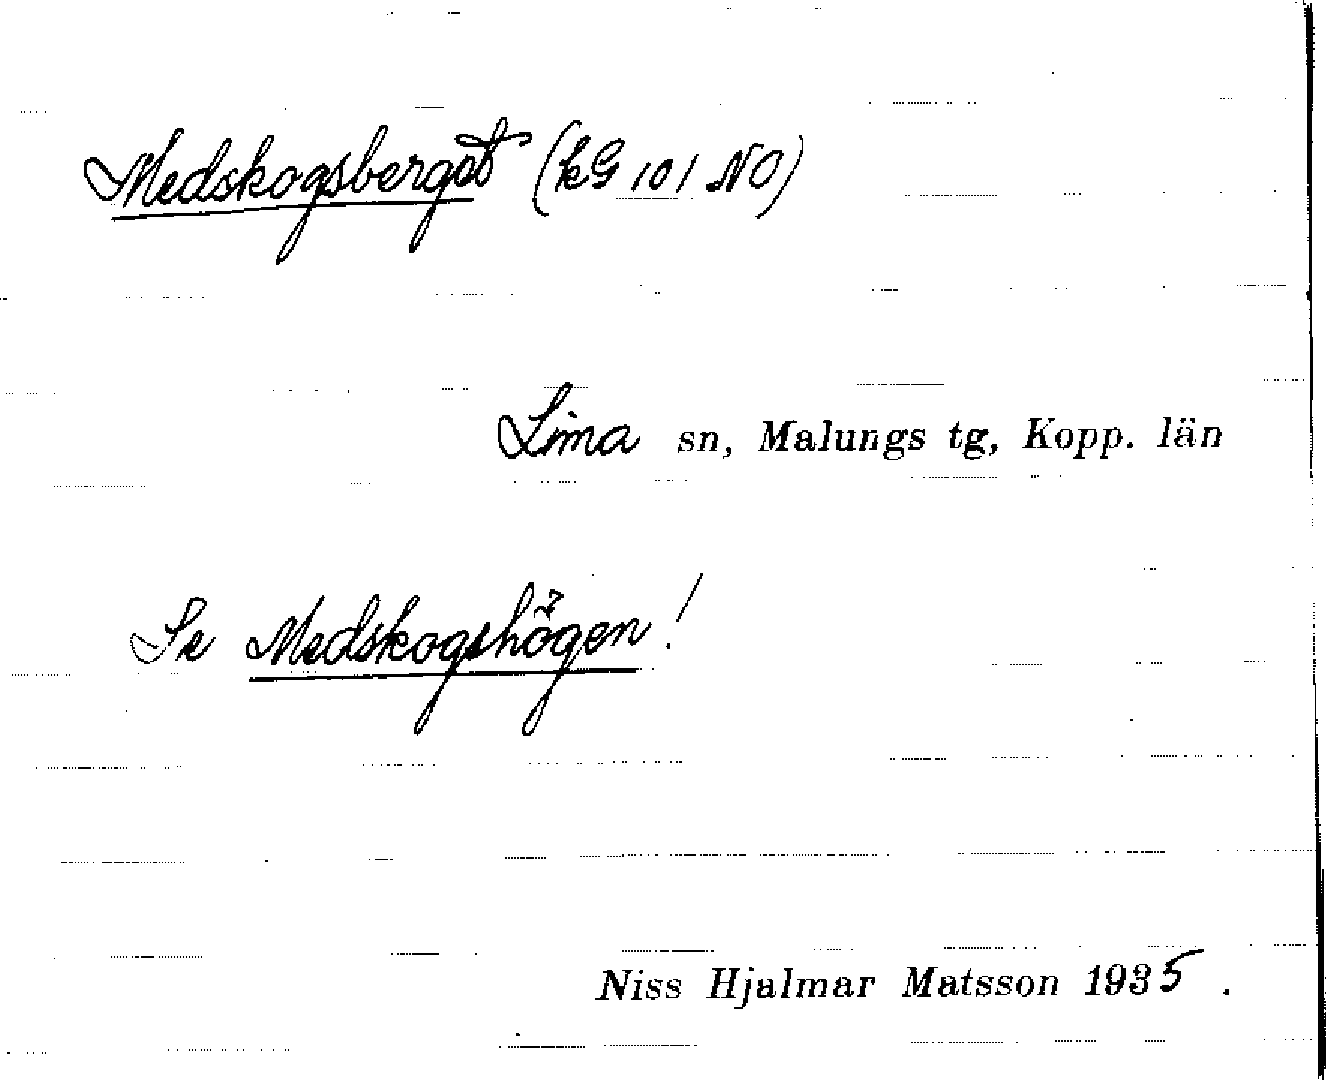 Medskogsberget (kG 101 NO)
Lima sn, Malungs tg, Kopp. län
Se Medskogshögen!
Niss Hjalmar Matsson 1935.